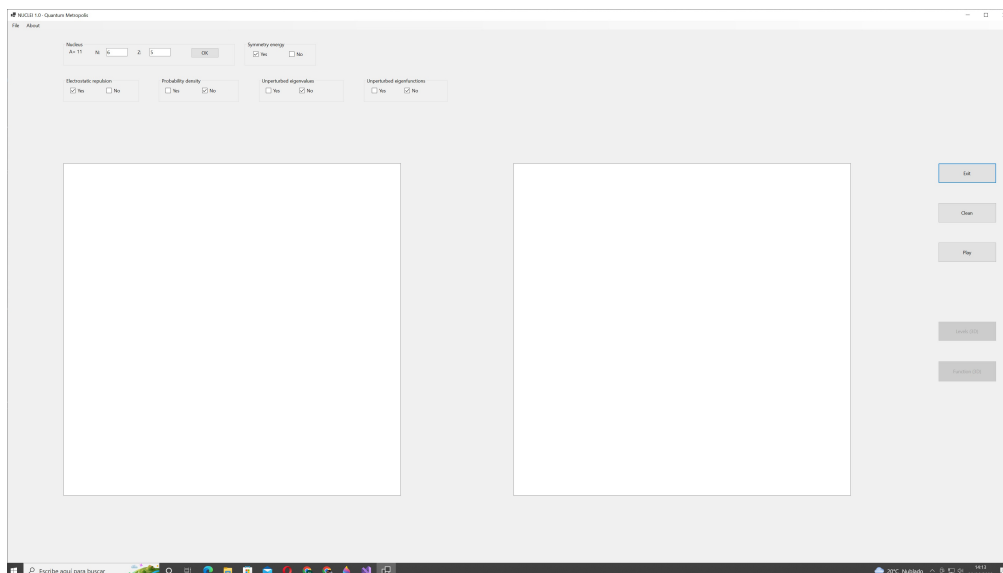 NUCLEI 1.0 - Quantum Metropolis
File About
Nucleus
A= 11 N: 6 Z: 5 OK
Symmetry energy
Yes No
Electrostatic repulsion
Yes No
Probability density
Yes No
Unperturbed eigenvalues
Yes No
Unperturbed eigenfunctions
Yes No
Exit
Clean
Play
Escribe aquí para buscar
20°C Nublado
14:13